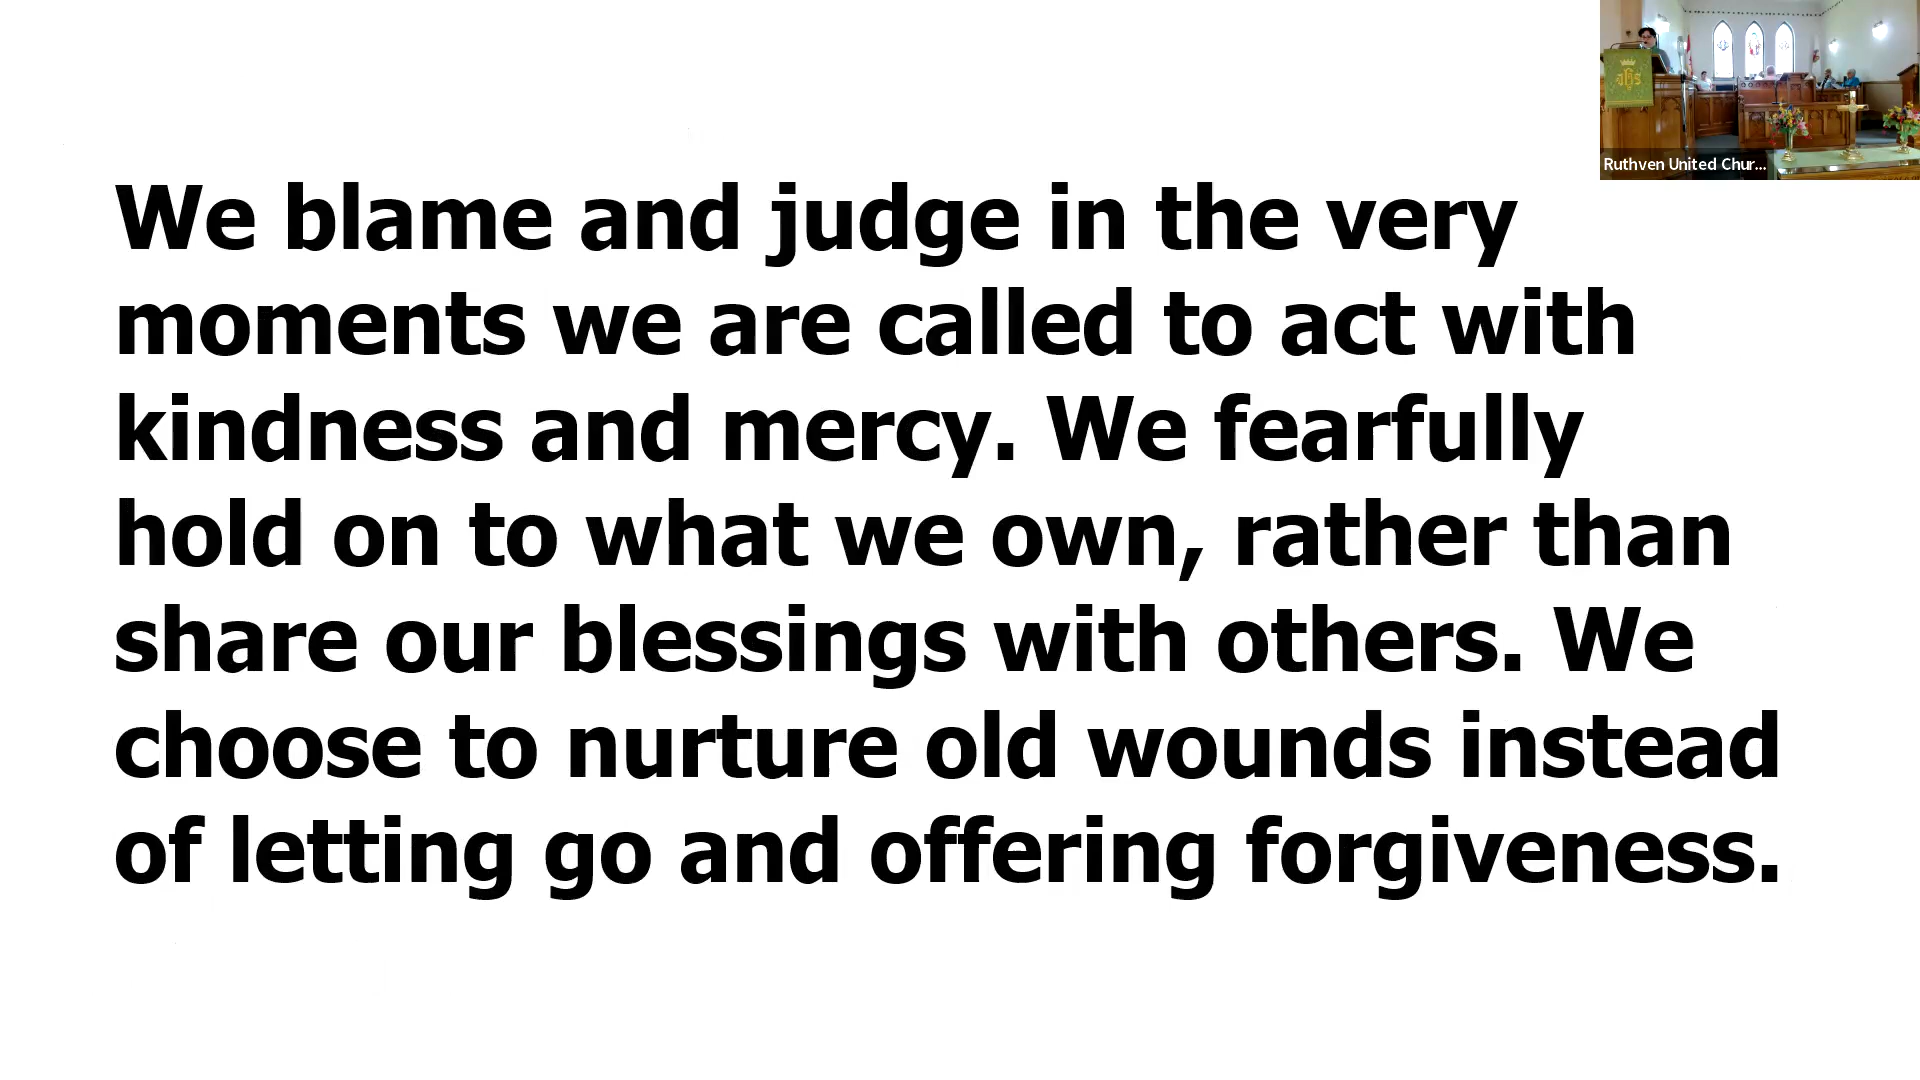 We blame and judge in the very
moments we are called to act with
kindness and mercy. We fearfully
hold on to what we own, rather than
share our blessings with others. We
choose to nurture old wounds instead
of letting go and offering forgiveness.
Ruthven United Chur...